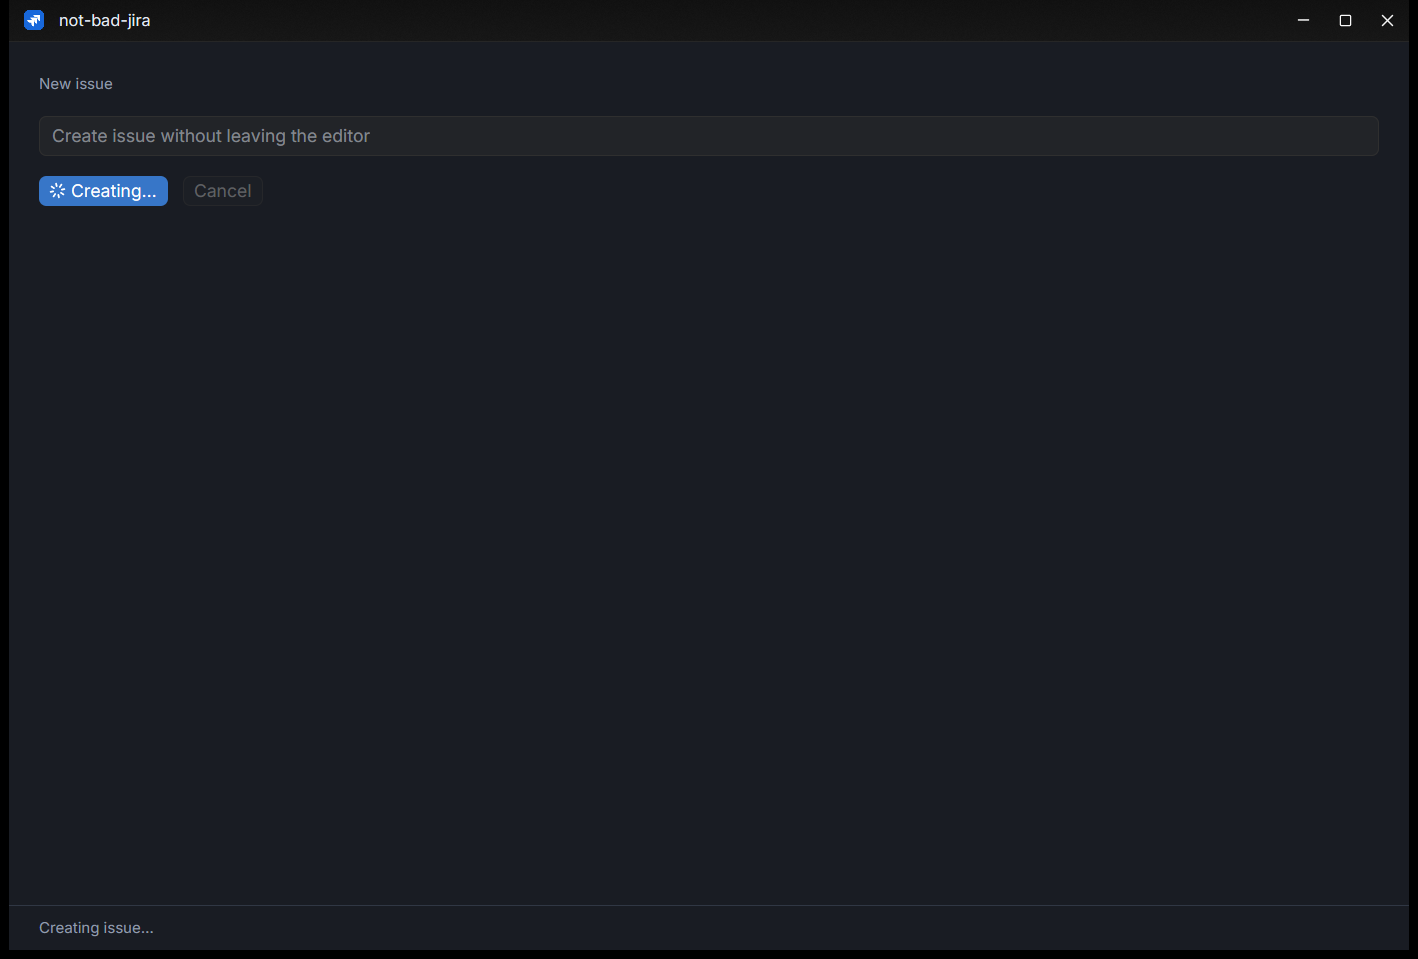 not-bad-jira
New issue
Create issue without leaving the editor
Creating... Cancel
Creating issue...